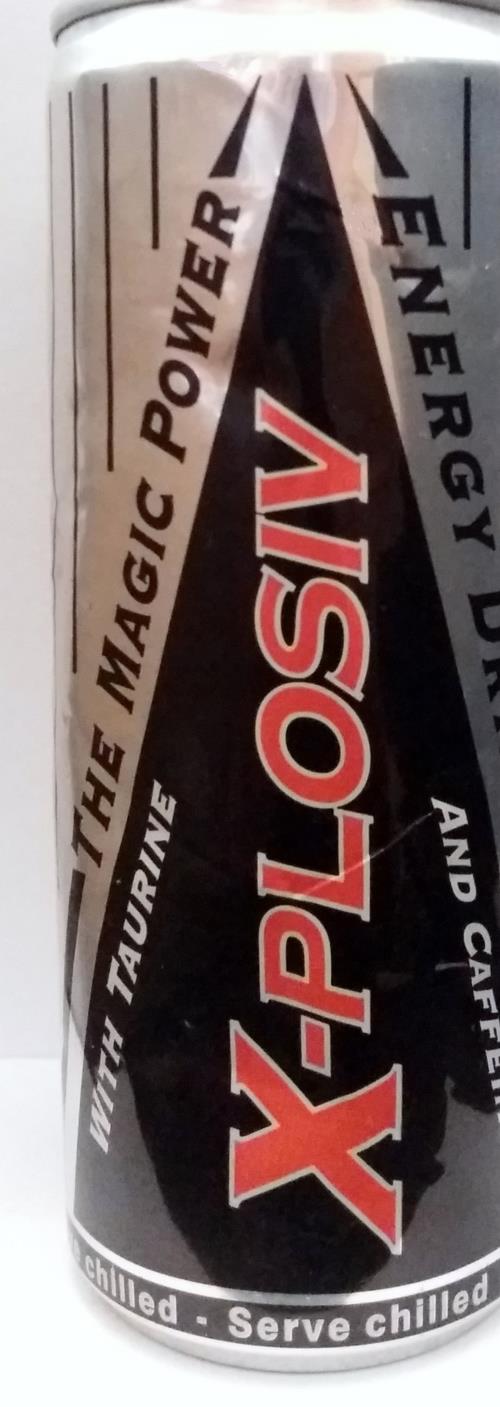 THE MAGIC POWER
ENERGY
WITH TAURINE
X-PLOSIV
AND
chilled - Serve chilled